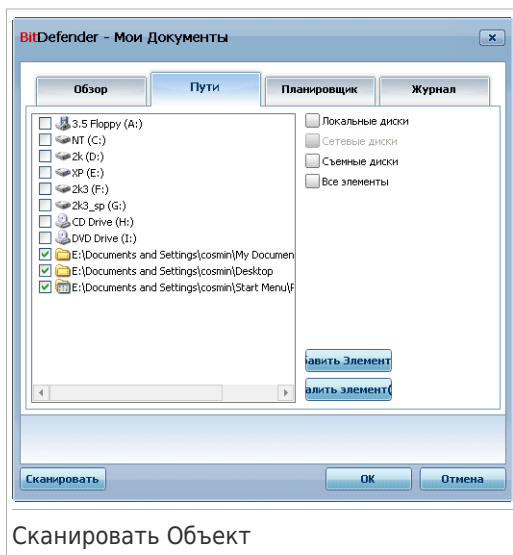 BitDefender - Мои Документы
Обзор
Пути
Планировщик
Журнал
3.5 Floppy (A:)
NT (C:)
2k (D:)
XP (E:)
2k3 (F:)
2k3_sp (G:)
CD Drive (H:)
DVD Drive (I:)
E:\Documents and Settings\cosmin\My Documen
E:\Documents and Settings\cosmin\Desktop
E:\Documents and Settings\cosmin\Start Menu\P
Локальные диски
Сетевые диски
Съемные диски
Все элементы
авить Элемент
алить элемент(
Сканировать
OK
Отмена
Сканировать Объект